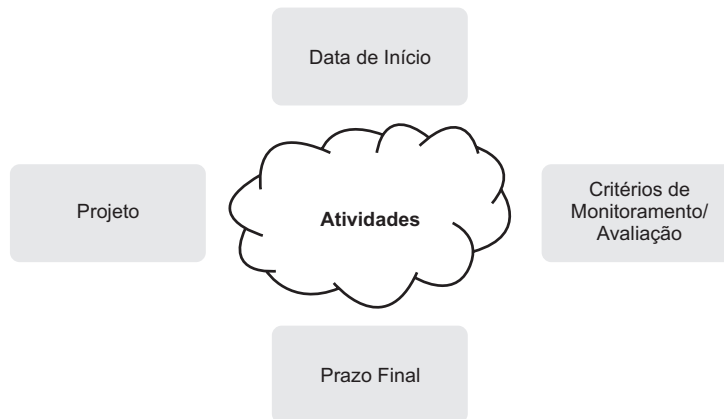 Data de Início
Projeto
Atividades
Critérios de
Monitoramento/
Avaliação
Prazo Final